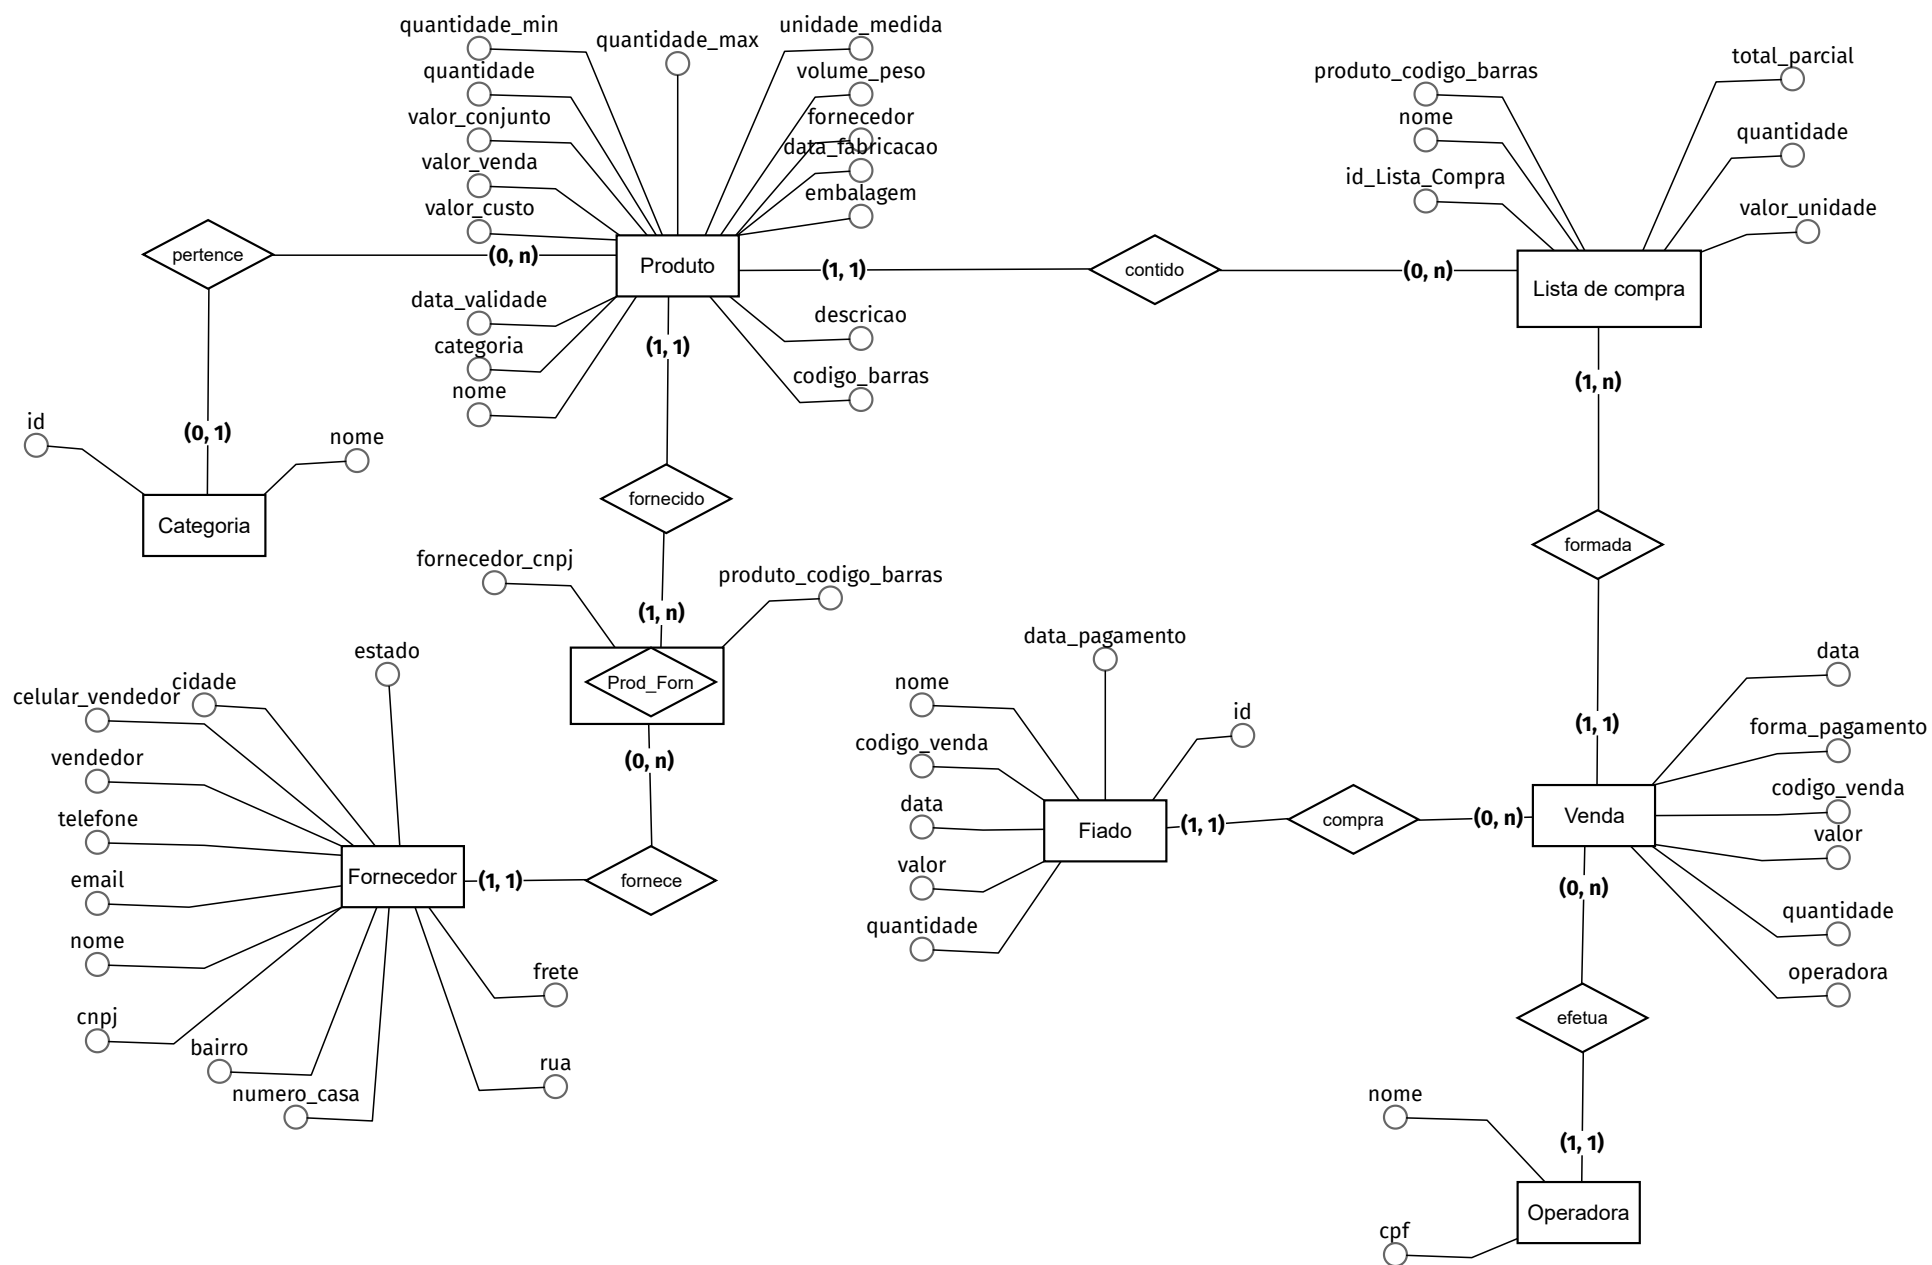 quantidade_min
quantidade_max
unidade_medida
quantidade
volume_peso
valor_conjunto
fornecedor
valor_venda
data_fabricacao
valor_custo
embalagem
produto_codigo_barras
total_parcial
nome
quantidade
id_Lista_Compra
valor_unidade
pertence
(0, n)
Produto
(1, 1)
contido
(0, n)
Lista de compra
data_validade
categoria
nome
(1, 1)
descricao
codigo_barras
(1, n)
id
(0, 1)
nome
Categoria
fornecido
formada
fornecedor_cnpj
produto_codigo_barras
(1, n)
Prod_Forn
(0, n)
estado
celular_vendedor
cidade
vendedor
telefone
email
nome
cnpj
bairro
numero_casa
Fornecedor
(1, 1)
fornece
frete
rua
data_pagamento
nome
id
codigo_venda
data
valor
quantidade
Fiado
(1, 1)
compra
(0, n)
Venda
(1, 1)
data
forma_pagamento
codigo_venda
valor
quantidade
operadora
(0, n)
efetua
(1, 1)
nome
cpf
Operadora